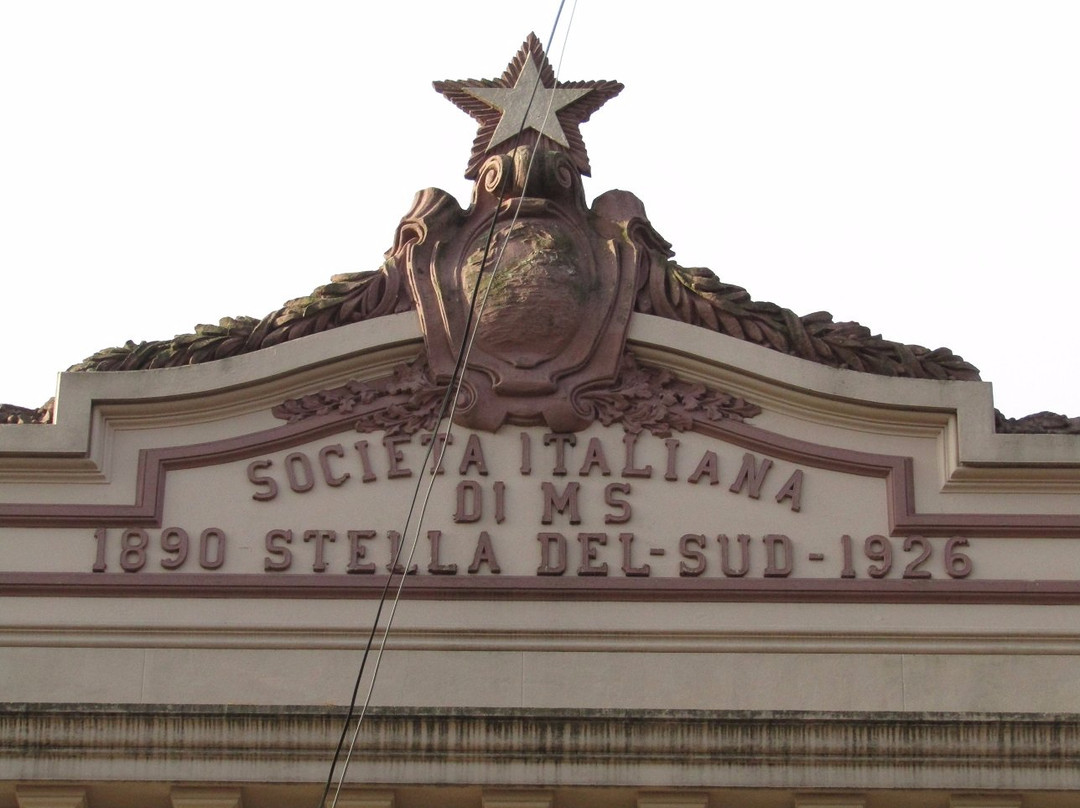 SOCIETA ITALIANA
DI MS
1890 STELLA DEL-SUD-1926